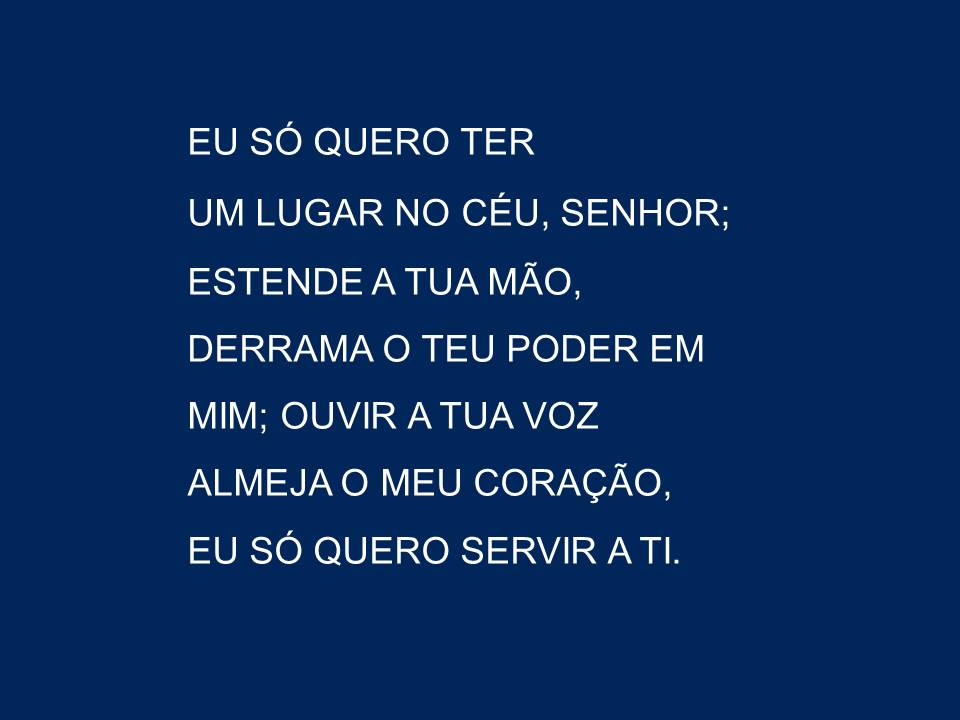 EU SÓ QUERO TER
UM LUGAR NO CÉU, SENHOR;
ESTENDE A TUA MÃO,
DERRAMA O TEU PODER EM
MIM; OUVIR A TUA VOZ
ALMEJA O MEU CORAÇÃO,
EU SÓ QUERO SERVIR A TI.